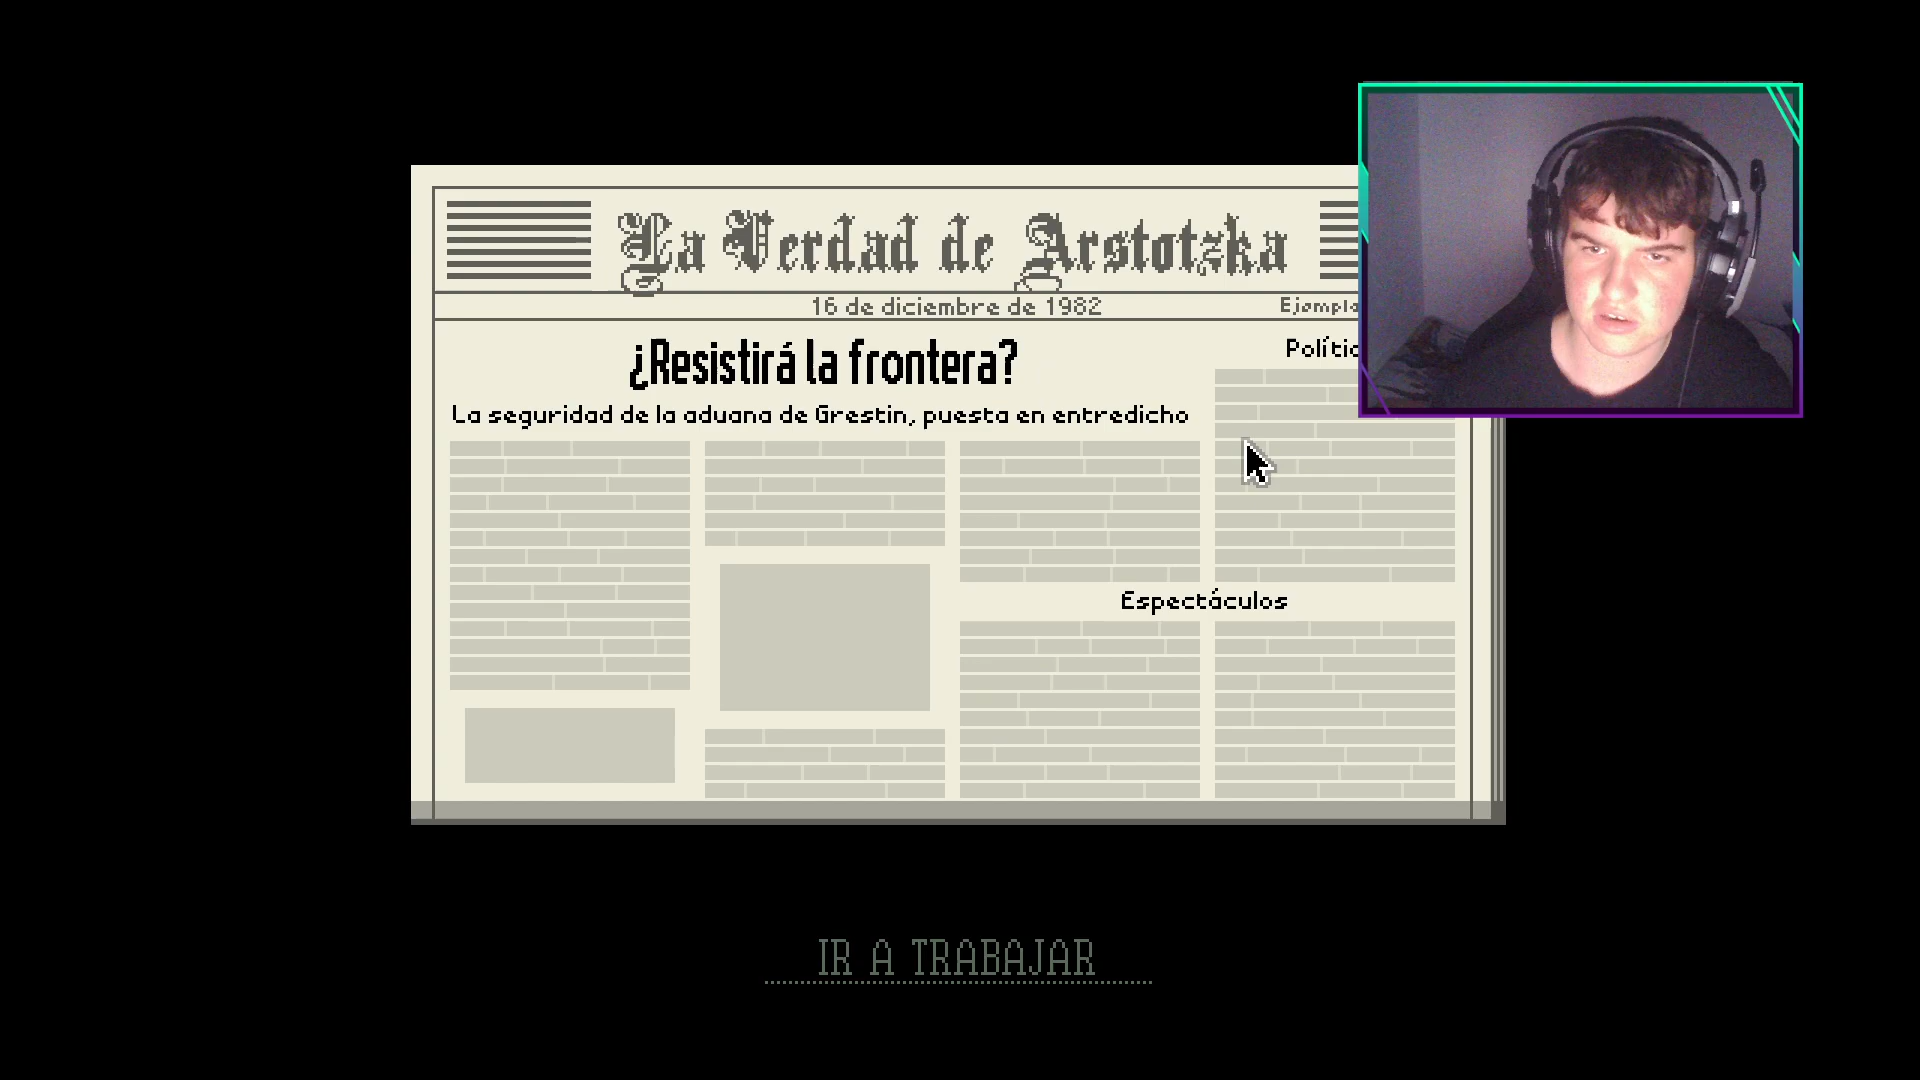 La Verdad de Arstotzka
16 de diciembre de 1982
¿Resistirá la frontera?
La seguridad de la aduana de Grestin, puesta en entredicho
Espectáculos
IR A TRABAJAR